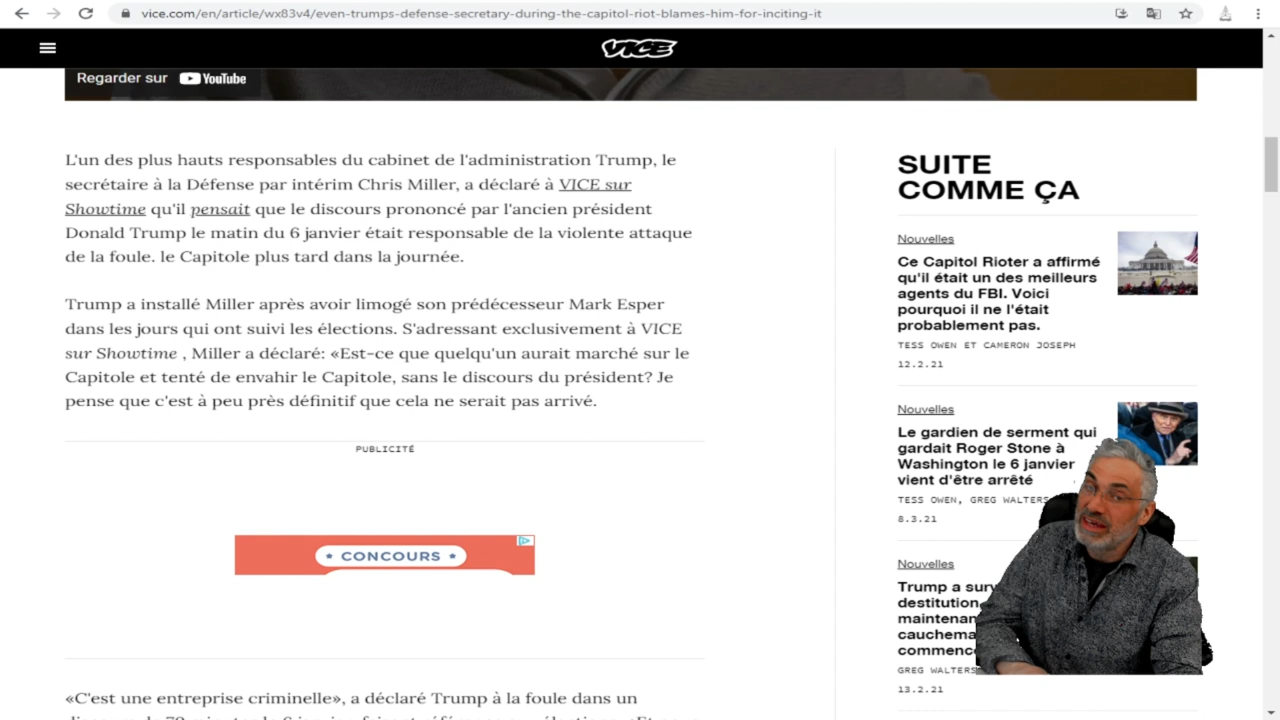 vice.com/en/article/wx83v4/even-trumps-defense-secretary-during-the-capitol-riot-blames-him-for-inciting-it
VICE
Regarder sur YouTube
L'un des plus hauts responsables du cabinet de l'administration Trump, le
secrétaire à la Défense par intérim Chris Miller, a déclaré à VICE sur
Showtime qu'il pensait que le discours prononcé par l'ancien président
Donald Trump le matin du 6 janvier était responsable de la violente attaque
de la foule. le Capitole plus tard dans la journée.
Trump a installé Miller après avoir limogé son prédécesseur Mark Esper
dans les jours qui ont suivi les élections. S'adressant exclusivement à VICE
sur Showtime , Miller a déclaré: «Est-ce que quelqu'un aurait marché sur le
Capitole et tenté de envahir le Capitole, sans le discours du président? Je
pense que c'est à peu près définitif que cela ne serait pas arrivé.
PUBLICITÉ
CONCOURS
«C'est une entreprise criminelle», a déclaré Trump à la foule dans un
SUITE
COMME ÇA
Nouvelles
Ce Capitol Rioter a affirmé
qu'il était un des meilleurs
agents du FBI. Voici
pourquoi il ne l'était
probablement pas.
TESS OWEN ET CAMERON JOSEPH
12.2.21
Nouvelles
Le gardien de serment qui
gardait Roger Stone à
Washington le 6 janvier
vient d'être arrêté
TESS OWEN, GREG WALTERS
8.3.21
Nouvelles
Trump a
destitution
GREG WALTERS
13.2.21